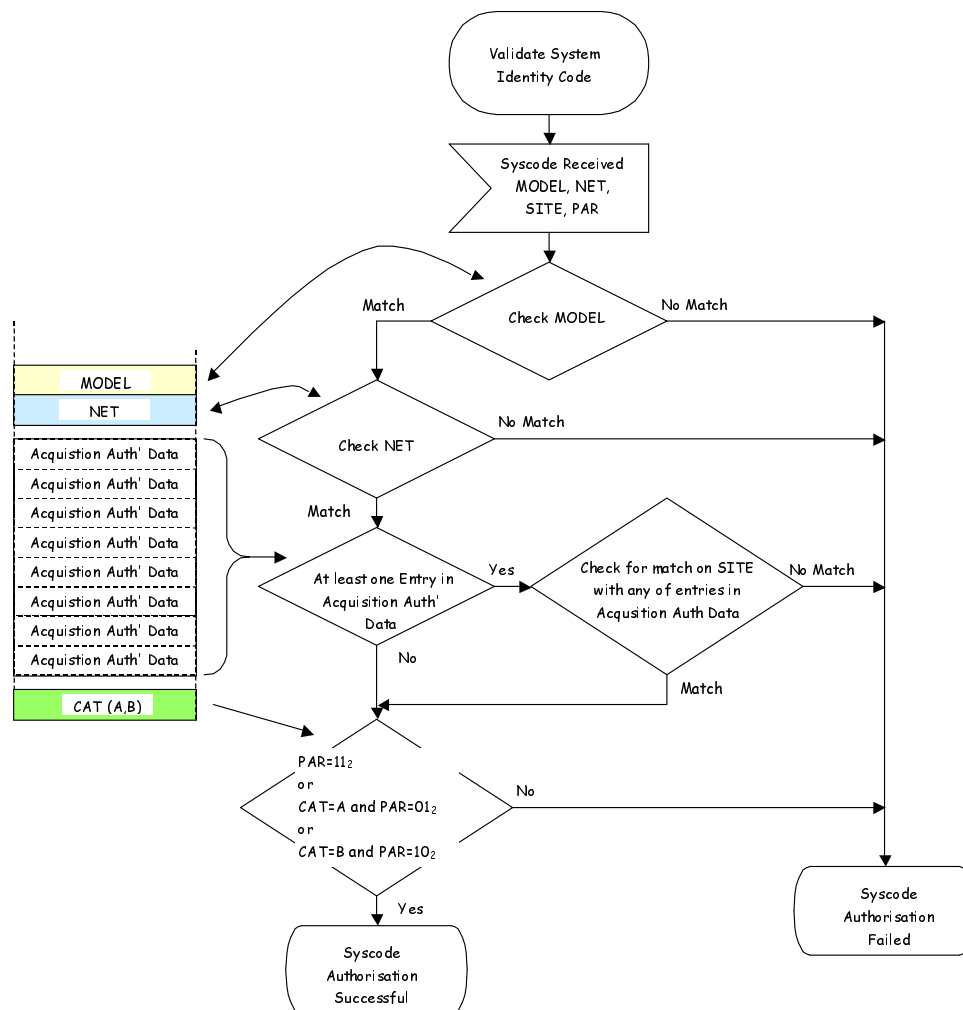 Validate System
Identity Code
Syscode Received
MODEL, NET,
SITE, PAR
Match
Check MODEL
No Match
MODEL
NET
Check NET
No Match
Match
Acquistion Auth' Data
Acquistion Auth' Data
Acquistion Auth' Data
Acquistion Auth' Data
Acquistion Auth' Data
Acquistion Auth' Data
Acquistion Auth' Data
Acquistion Auth' Data
At least one Entry in
Acquisition Auth'
Data
Yes
Check for match on SITE
with any of entries in
Acqusition Auth Data
No Match
No
Match
CAT (A,B)
PAR=11₂
or
CAT=A and PAR=01₂
or
CAT=B and PAR=10₂
No
Yes
Syscode
Authorisation
Failed
Syscode
Authorisation
Successful